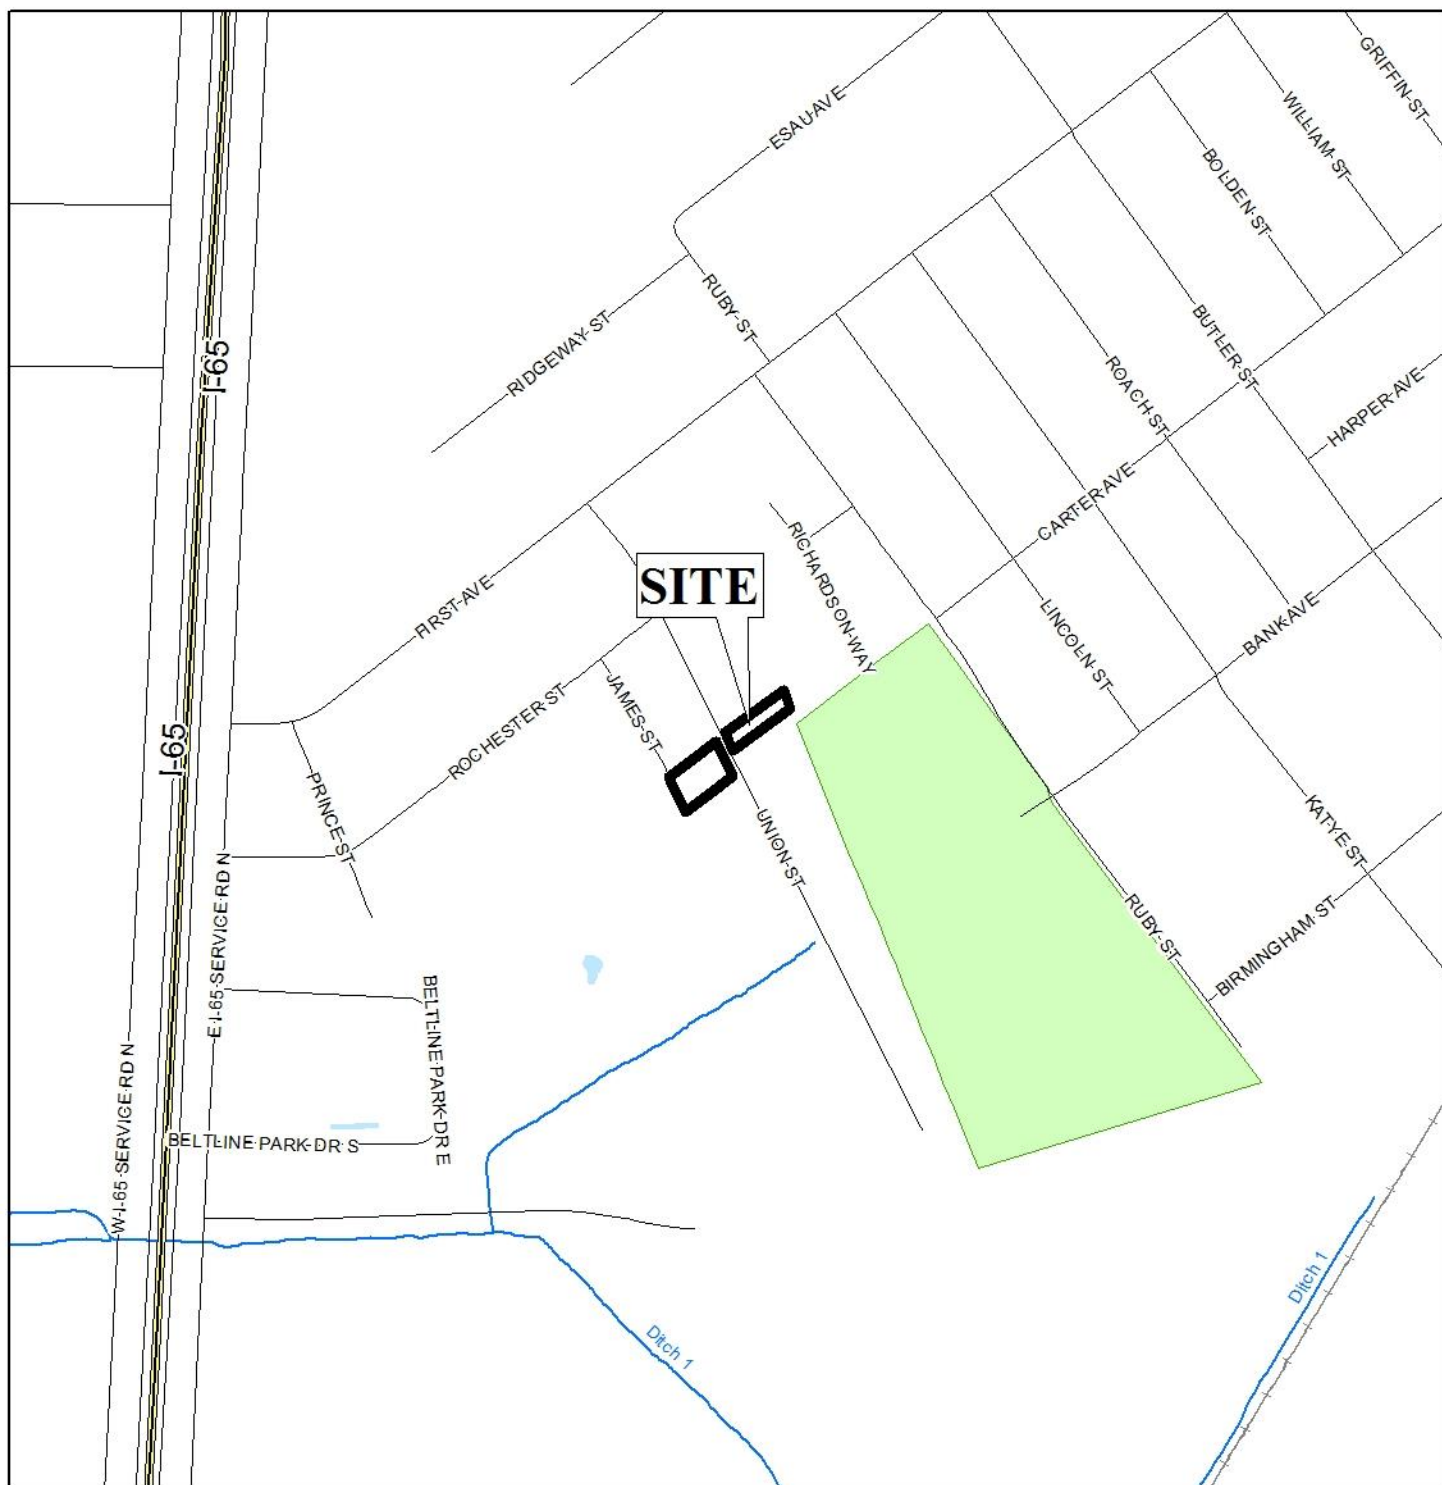 GRIFFIN ST
WILLIAM ST
ESAU AVE
BOLDEN ST
RUBY ST
RIDGEWAY ST
BUTLER ST
I-65
ROACH ST
HARPER AVE
CARTER AVE
RICHARDSON WAY
SITE
FIRST AVE
LINCOLN ST
BANK AVE
JAMES ST
ROCHESTER ST
I-65
PRINCE ST
UNION ST
KATYE ST
E I-65 SERVICE RD N
RUBY ST
BIRMINGHAM ST
BELTLINE PARK DR E
W I-65 SERVICE RD N
BELTLINE PARK DR S
Ditch 1
Ditch 1